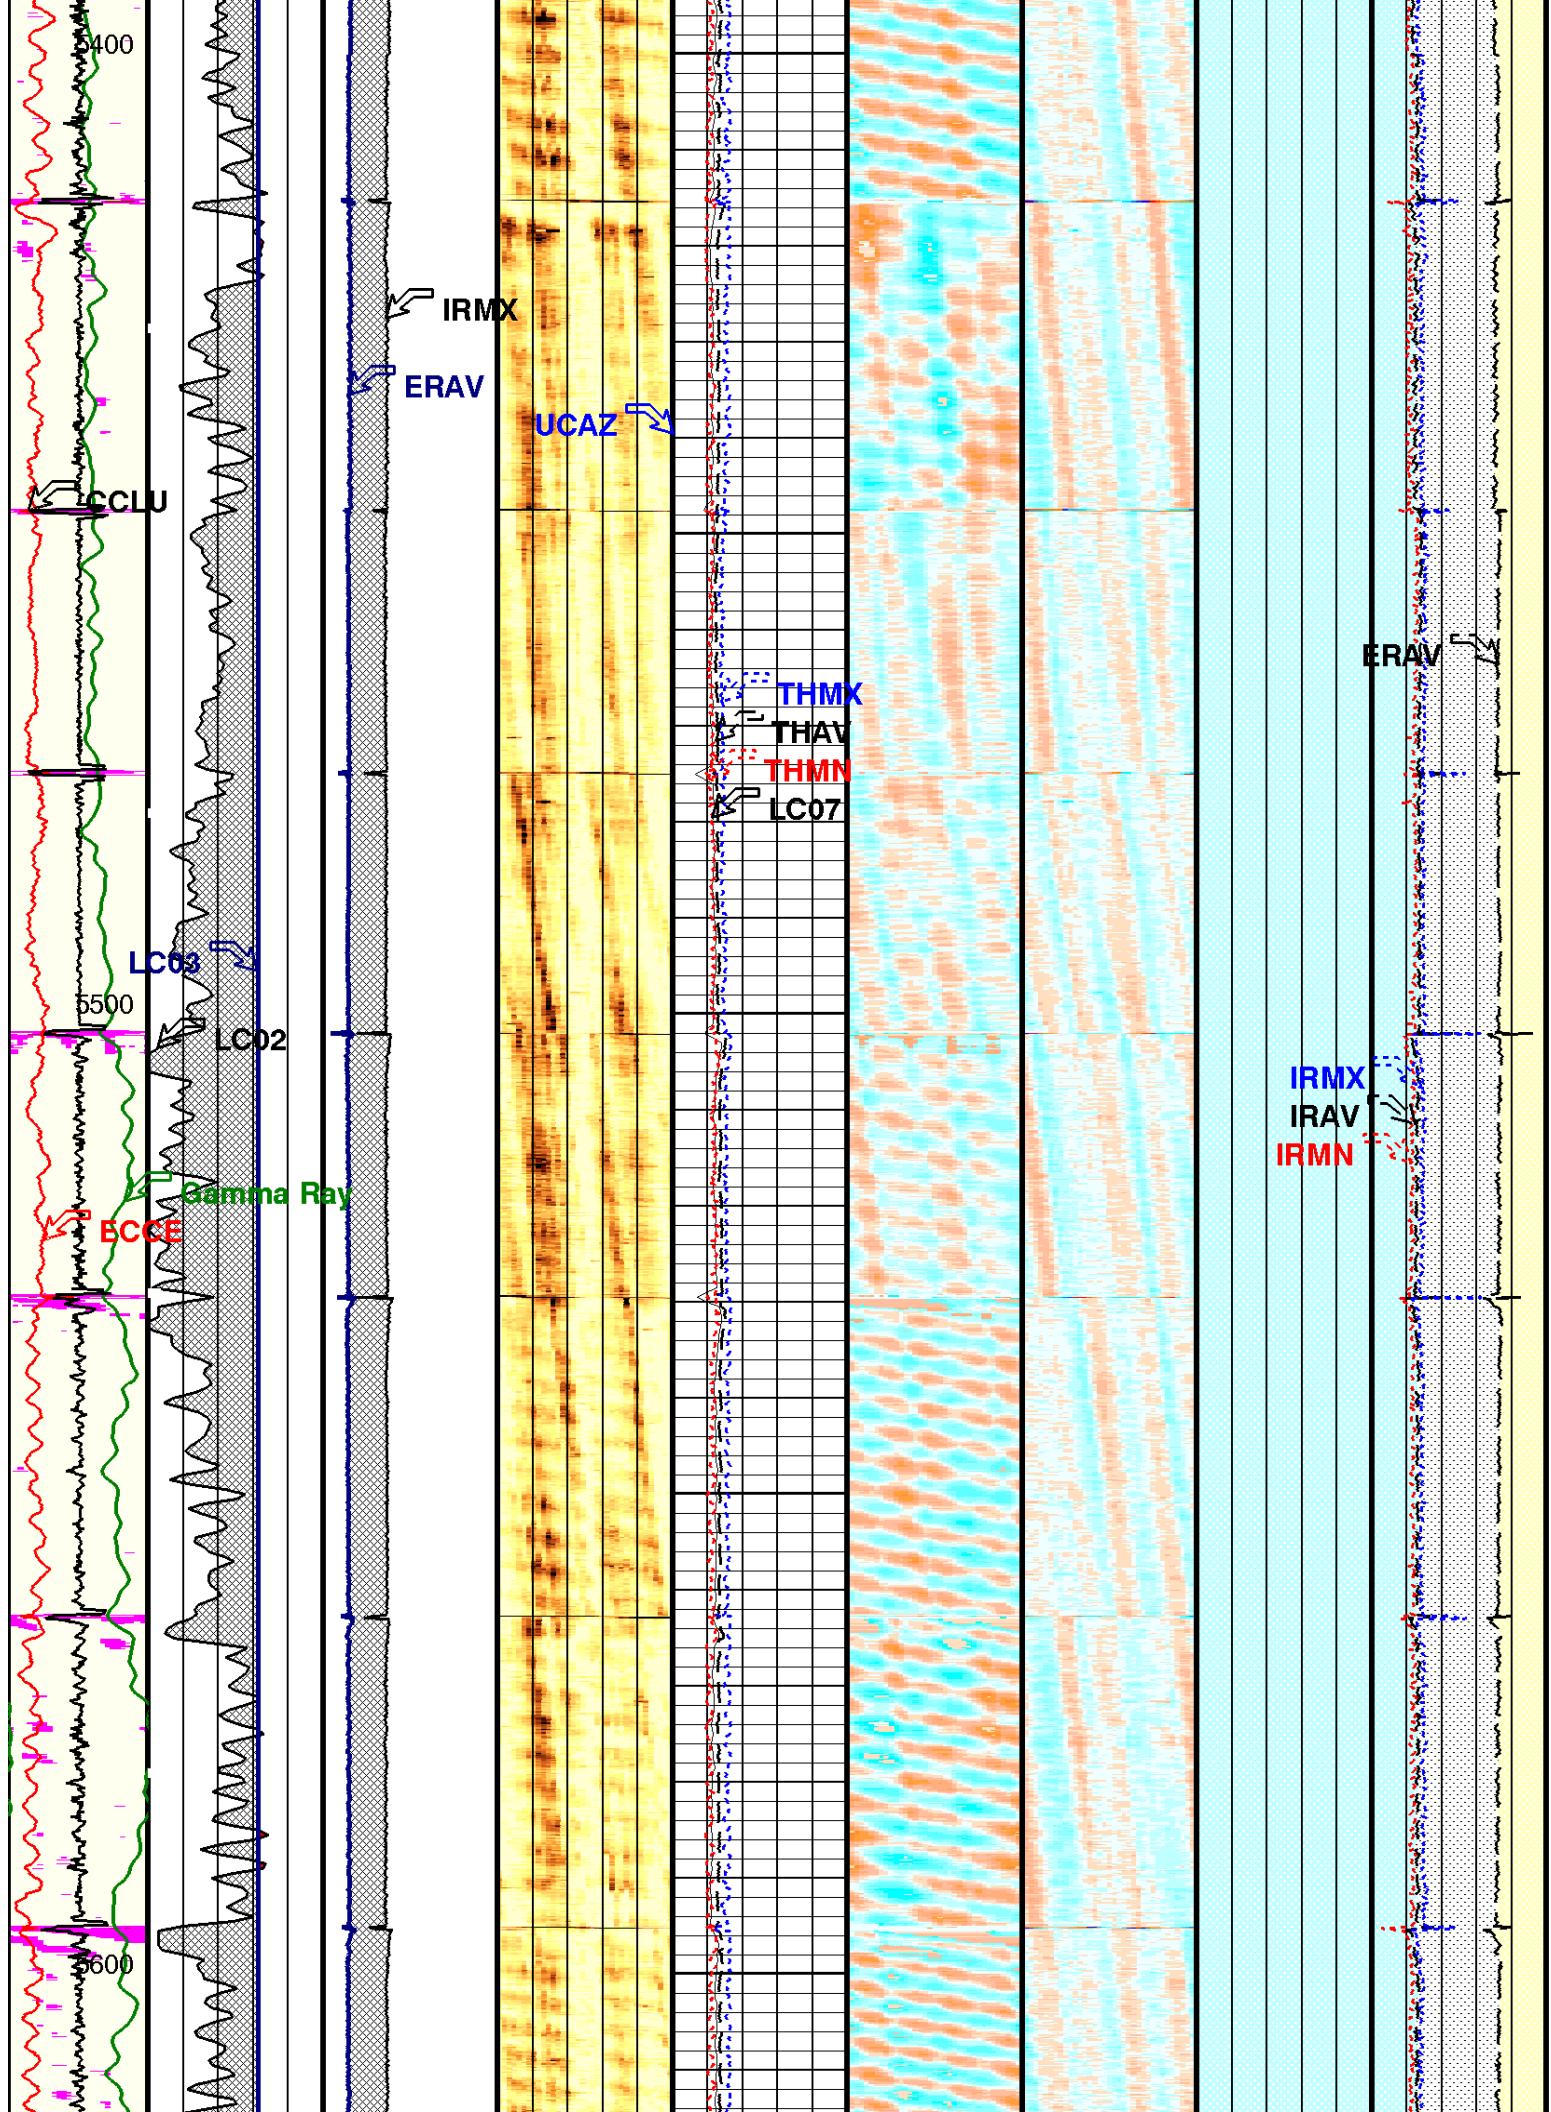 5400
IRMX
ERAV
UCAZ
CCLU
ERAV
THMX
THAV
THMN
LC07
LC03
5500
LC02
IRMX
IRAV
IRMN
Gamma Ray
ECCE
5600